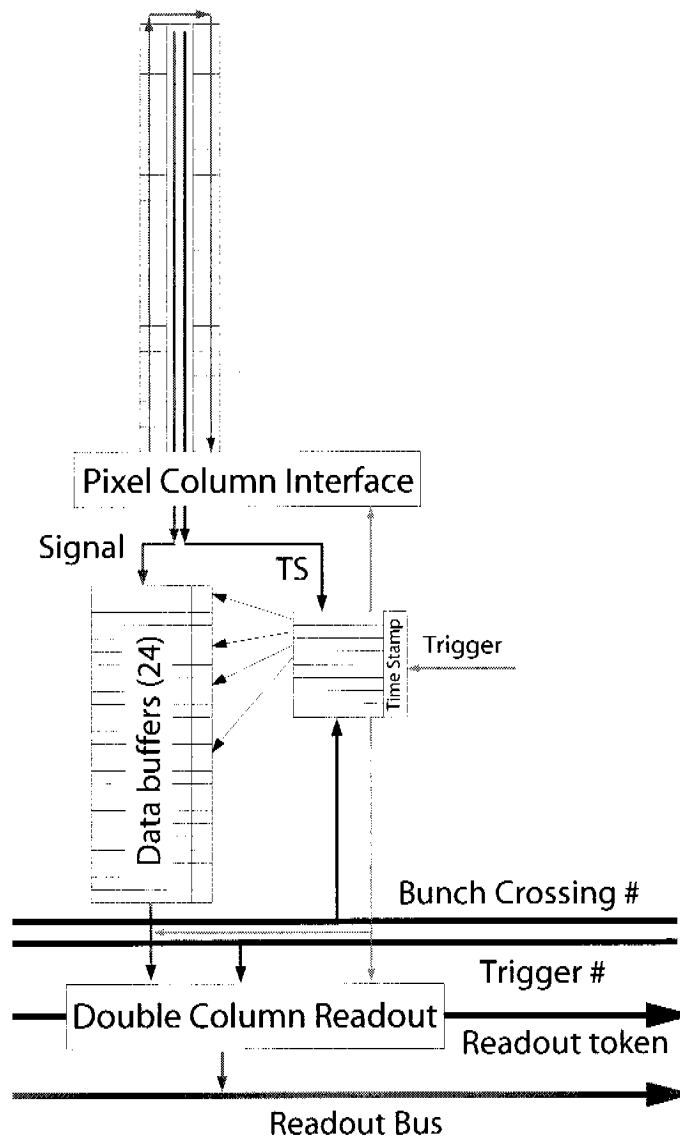 Pixel Column Interface
Signal
TS
Data buffers (24)
Time Stamp
Trigger
Bunch Crossing #
Trigger #
Double Column Readout
Readout token
Readout Bus